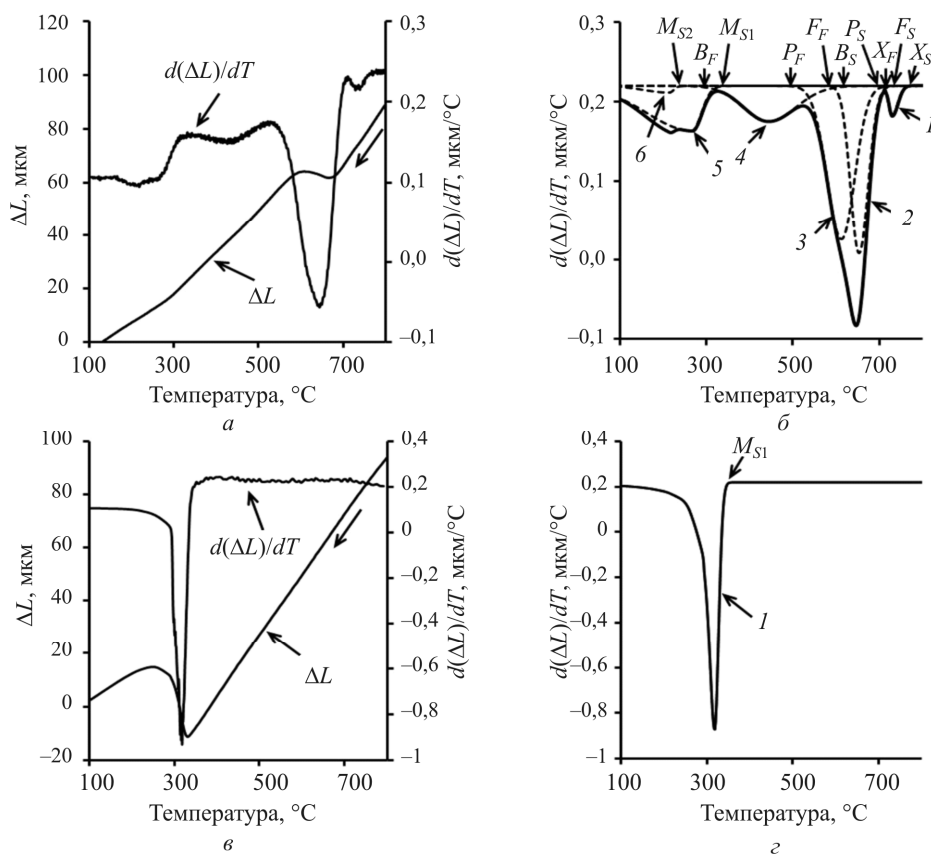 ΔL, мкм
120
100
80
60
40
20
0
100 300 500 700
Температура, °C
0,3
0,2
0,1
0,0
–0,1
d(ΔL)/dT, мкм/°C
d(ΔL)/dT
ΔL
а
d(ΔL)/dT, мкм/°C
0,3
0,2
0,1
0,0
–0,1
M_S2 B_F M_S1 P_F F_F B_S P_S X_F F_S X_S
6 5 4 3 2 1
100 300 500 700
Температура, °C
б
ΔL, мкм
100
80
60
40
20
0
–20
100 300 500 700
Температура, °C
0,4
0,2
0
–0,2
–0,4
–0,6
–0,8
–1
d(ΔL)/dT, мкм/°C
d(ΔL)/dT
ΔL
в
d(ΔL)/dT, мкм/°C
0,4
0,2
0
–0,2
–0,4
–0,6
–0,8
–1
M_S1
1
100 300 500 700
Температура, °C
г